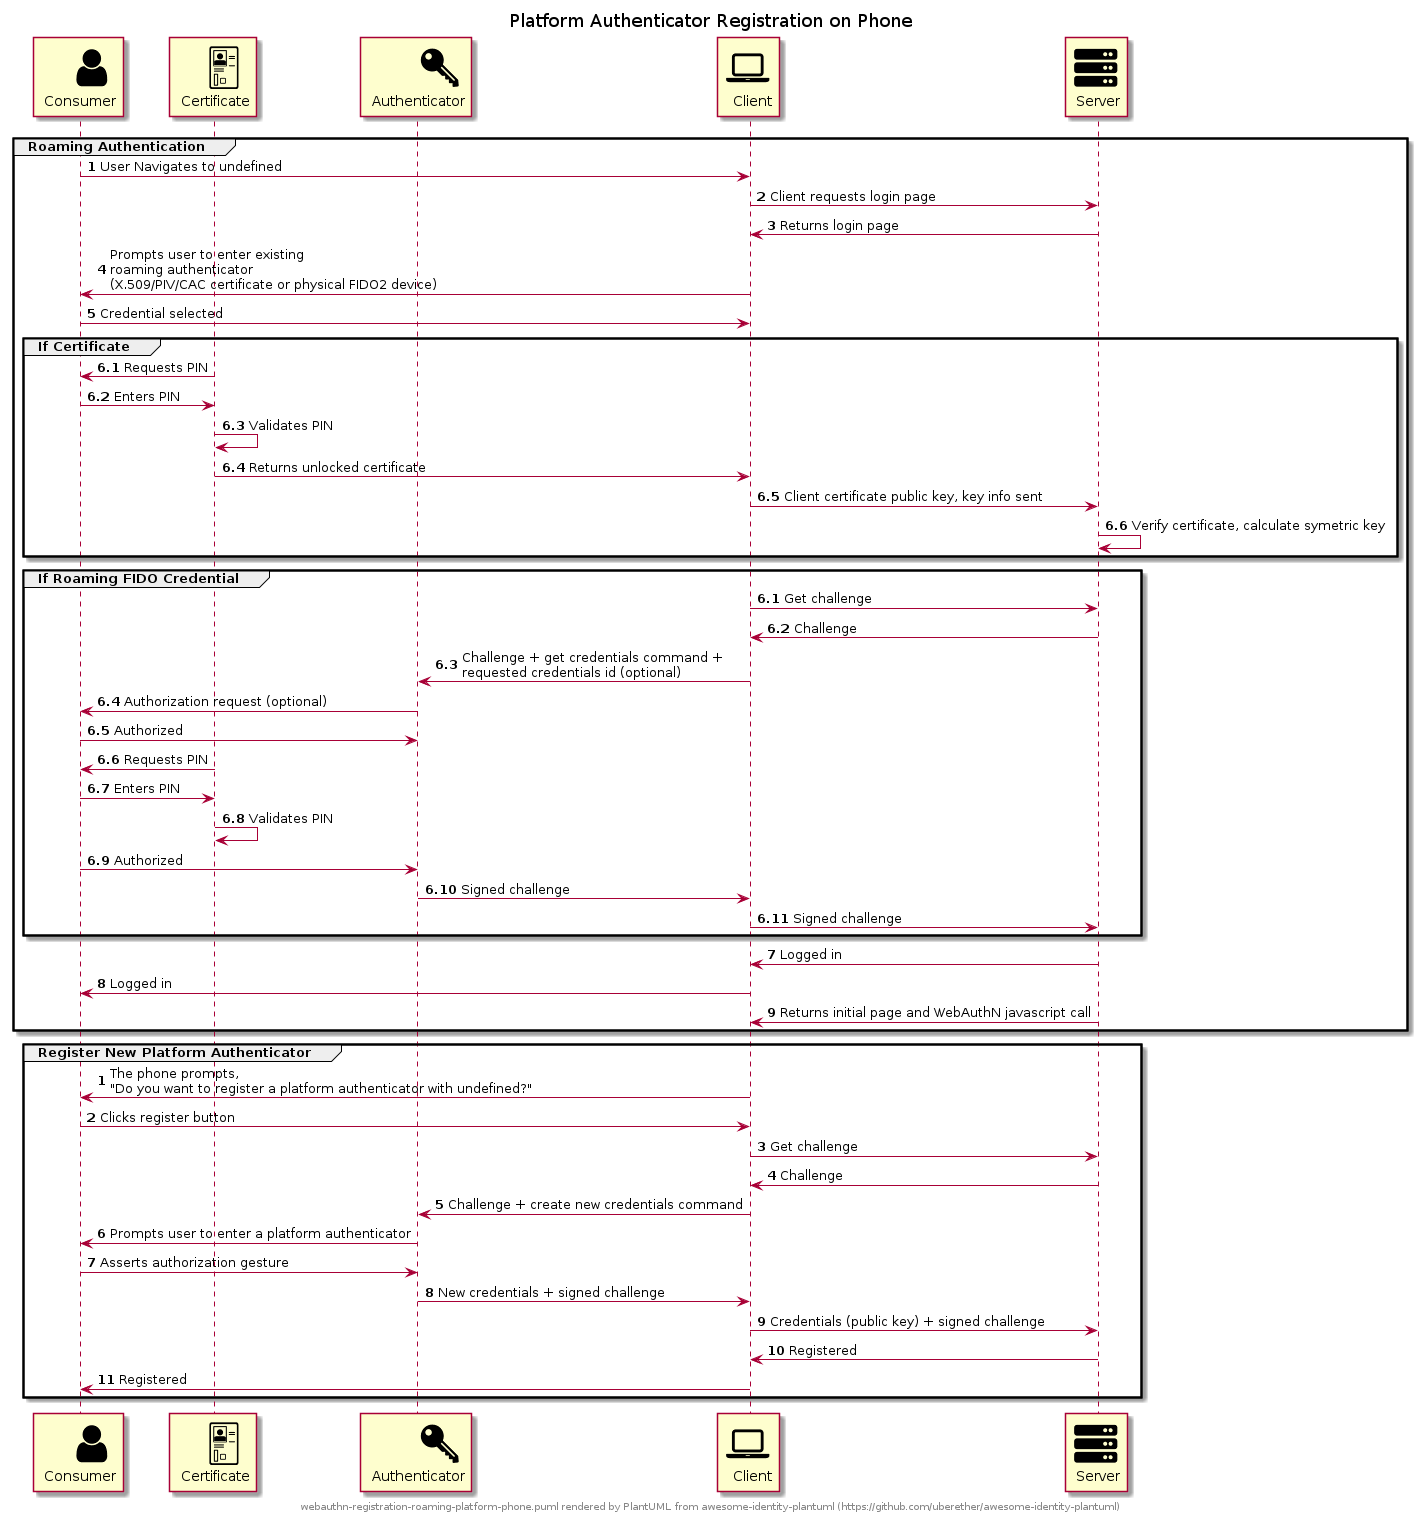 Platform Authenticator Registration on Phone
Consumer
Certificate
Authenticator
Client
Server
Roaming Authentication
1 User Navigates to undefined
2 Client requests login page
3 Returns login page
Prompts user to enter existing
4 roaming authenticator
(X.509/PIV/CAC certificate or physical FIDO2 device)
5 Credential selected
If Certificate
6.1 Requests PIN
6.2 Enters PIN
6.3 Validates PIN
6.4 Returns unlocked certificate
6.5 Client certificate public key, key info sent
6.6 Verify certificate, calculate symetric key
If Roaming FIDO Credential
6.1 Get challenge
6.2 Challenge
6.3 Challenge + get credentials command +
requested credentials id (optional)
6.4 Authorization request (optional)
6.5 Authorized
6.6 Requests PIN
6.7 Enters PIN
6.8 Validates PIN
6.9 Authorized
6.10 Signed challenge
6.11 Signed challenge
7 Logged in
8 Logged in
9 Returns initial page and WebAuthN javascript call
Register New Platform Authenticator
1 The phone prompts,
"Do you want to register a platform authenticator with undefined?"
2 Clicks register button
3 Get challenge
4 Challenge
5 Challenge + create new credentials command
6 Prompts user to enter a platform authenticator
7 Asserts authorization gesture
8 New credentials + signed challenge
9 Credentials (public key) + signed challenge
10 Registered
11 Registered
Consumer
Certificate
Authenticator
Client
Server
webauthn-registration-roaming-platform-phone.puml rendered by PlantUML from awesome-identity-plantuml (https://github.com/uberether/awesome-identity-plantuml)